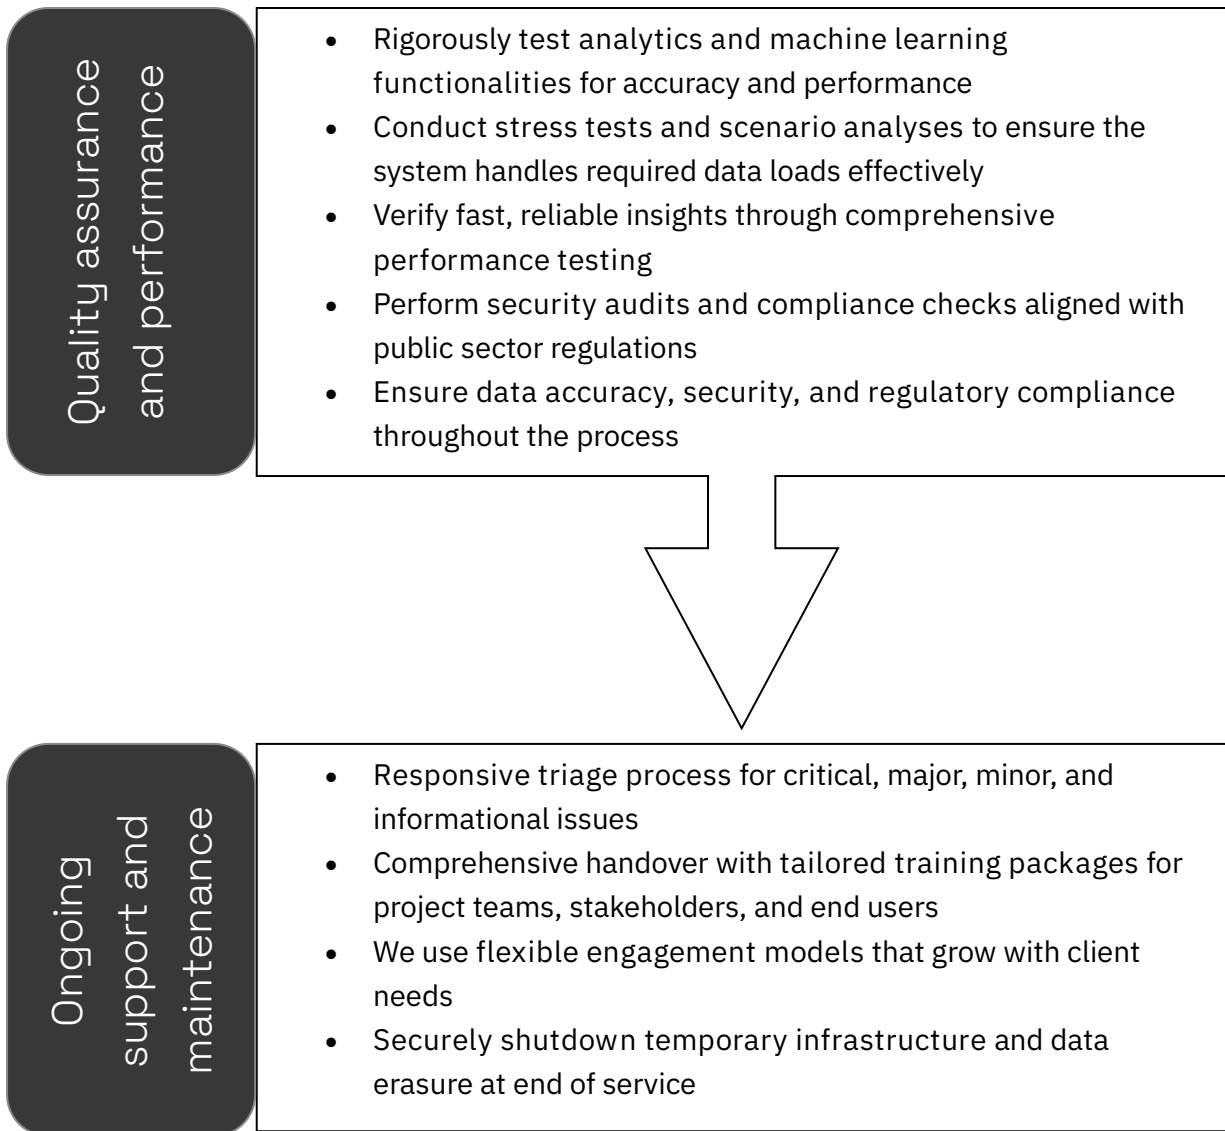 Quality assurance
and performance
• Rigorously test analytics and machine learning
functionalities for accuracy and performance
• Conduct stress tests and scenario analyses to ensure the
system handles required data loads effectively
• Verify fast, reliable insights through comprehensive
performance testing
• Perform security audits and compliance checks aligned with
public sector regulations
• Ensure data accuracy, security, and regulatory compliance
throughout the process
Ongoing
support and
maintenance
• Responsive triage process for critical, major, minor, and
informational issues
• Comprehensive handover with tailored training packages for
project teams, stakeholders, and end users
• We use flexible engagement models that grow with client
needs
• Securely shutdown temporary infrastructure and data
erasure at end of service